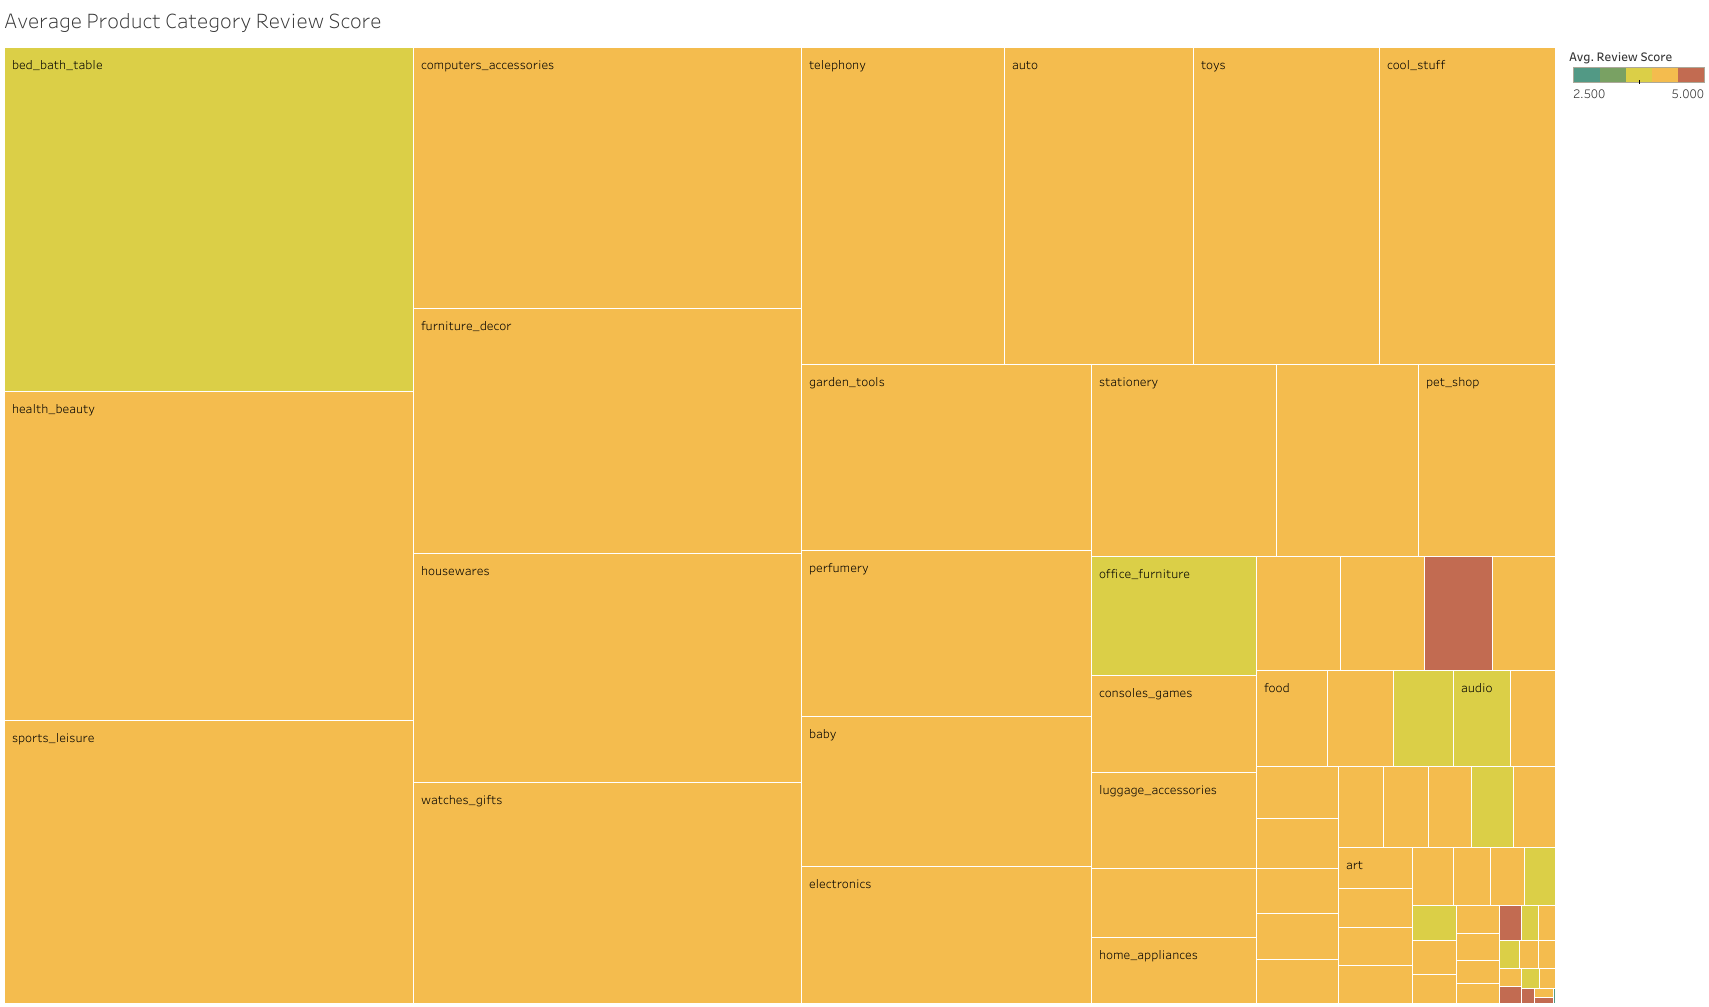 Average Product Category Review Score
bed_bath_table
computers_accessories
telephony
auto
toys
cool_stuff
Avg. Review Score
2.500
5.000
furniture_decor
garden_tools
stationery
pet_shop
health_beauty
housewares
perfumery
office_furniture
consoles_games
food
audio
sports_leisure
baby
watches_gifts
luggage_accessories
art
electronics
home_appliances